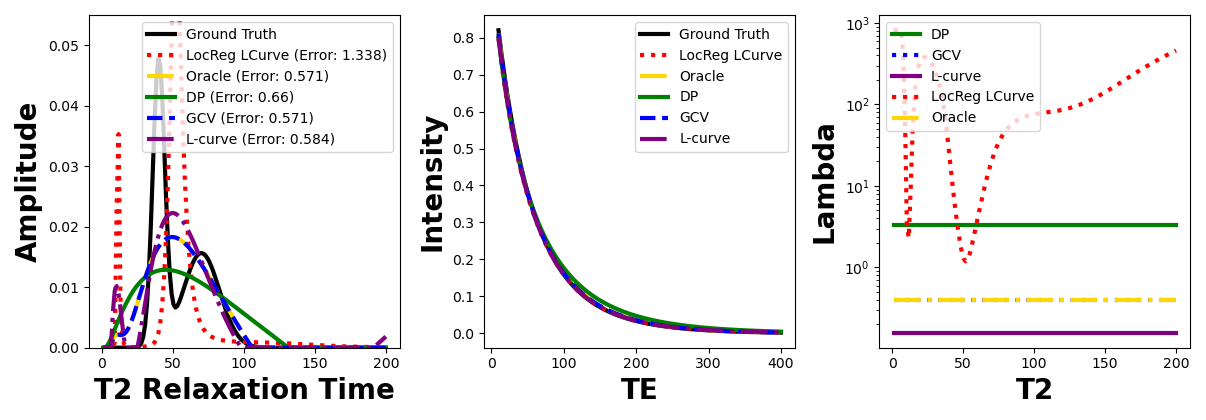 Amplitude
0.05
0.04
0.03
0.02
0.01
0.00
Ground Truth
LocReg LCurve (Error: 1.338)
Oracle (Error: 0.571)
DP (Error: 0.66)
GCV (Error: 0.571)
L-curve (Error: 0.584)
0 50 100 150 200
T2 Relaxation Time
Intensity
0.8
0.7
0.6
0.5
0.4
0.3
0.2
0.1
0.0
Ground Truth
LocReg LCurve
Oracle
DP
GCV
L-curve
0 100 200 300 400
TE
Lambda
10³
10²
10¹
10⁰
DP
GCV
L-curve
LocReg LCurve
Oracle
0 50 100 150 200
T2